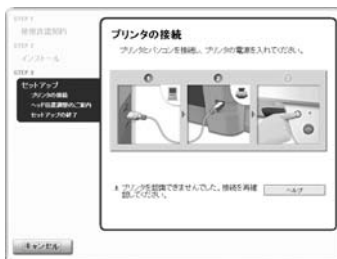 STEP 1
使用許諾契約
STEP 2
インストール
STEP 3
セットアップ
プリンタの接続
ヘッド位置調整のご案内
セットアップの終了
プリンタの接続
プリンタとパソコンを接続し、プリンタの電源を入れてください。
プリンタを認識できませんでした。接続を再確
認してください。
ヘルプ
キャンセル